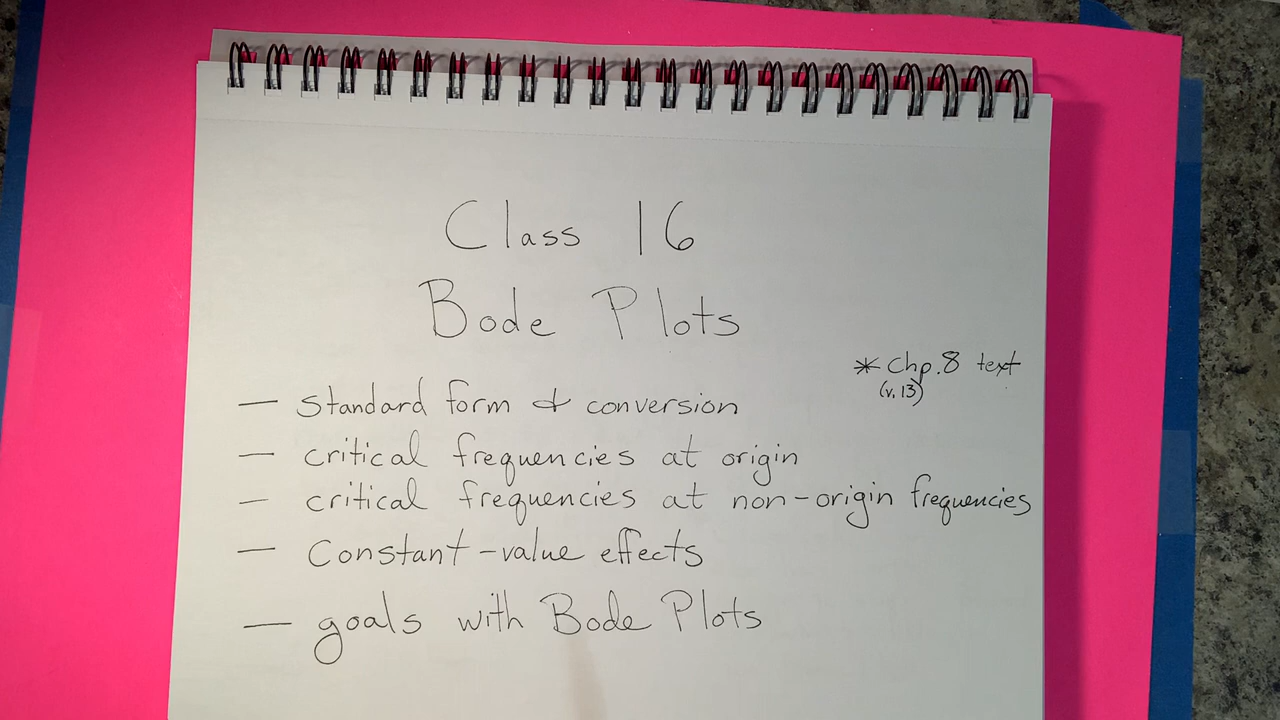 Class 16
Bode Plots
* Chp. 8 text
(v. 13)
— standard form & conversion
— critical frequencies at origin
— critical frequencies at non-origin frequencies
— Constant-value effects
— goals with Bode Plots